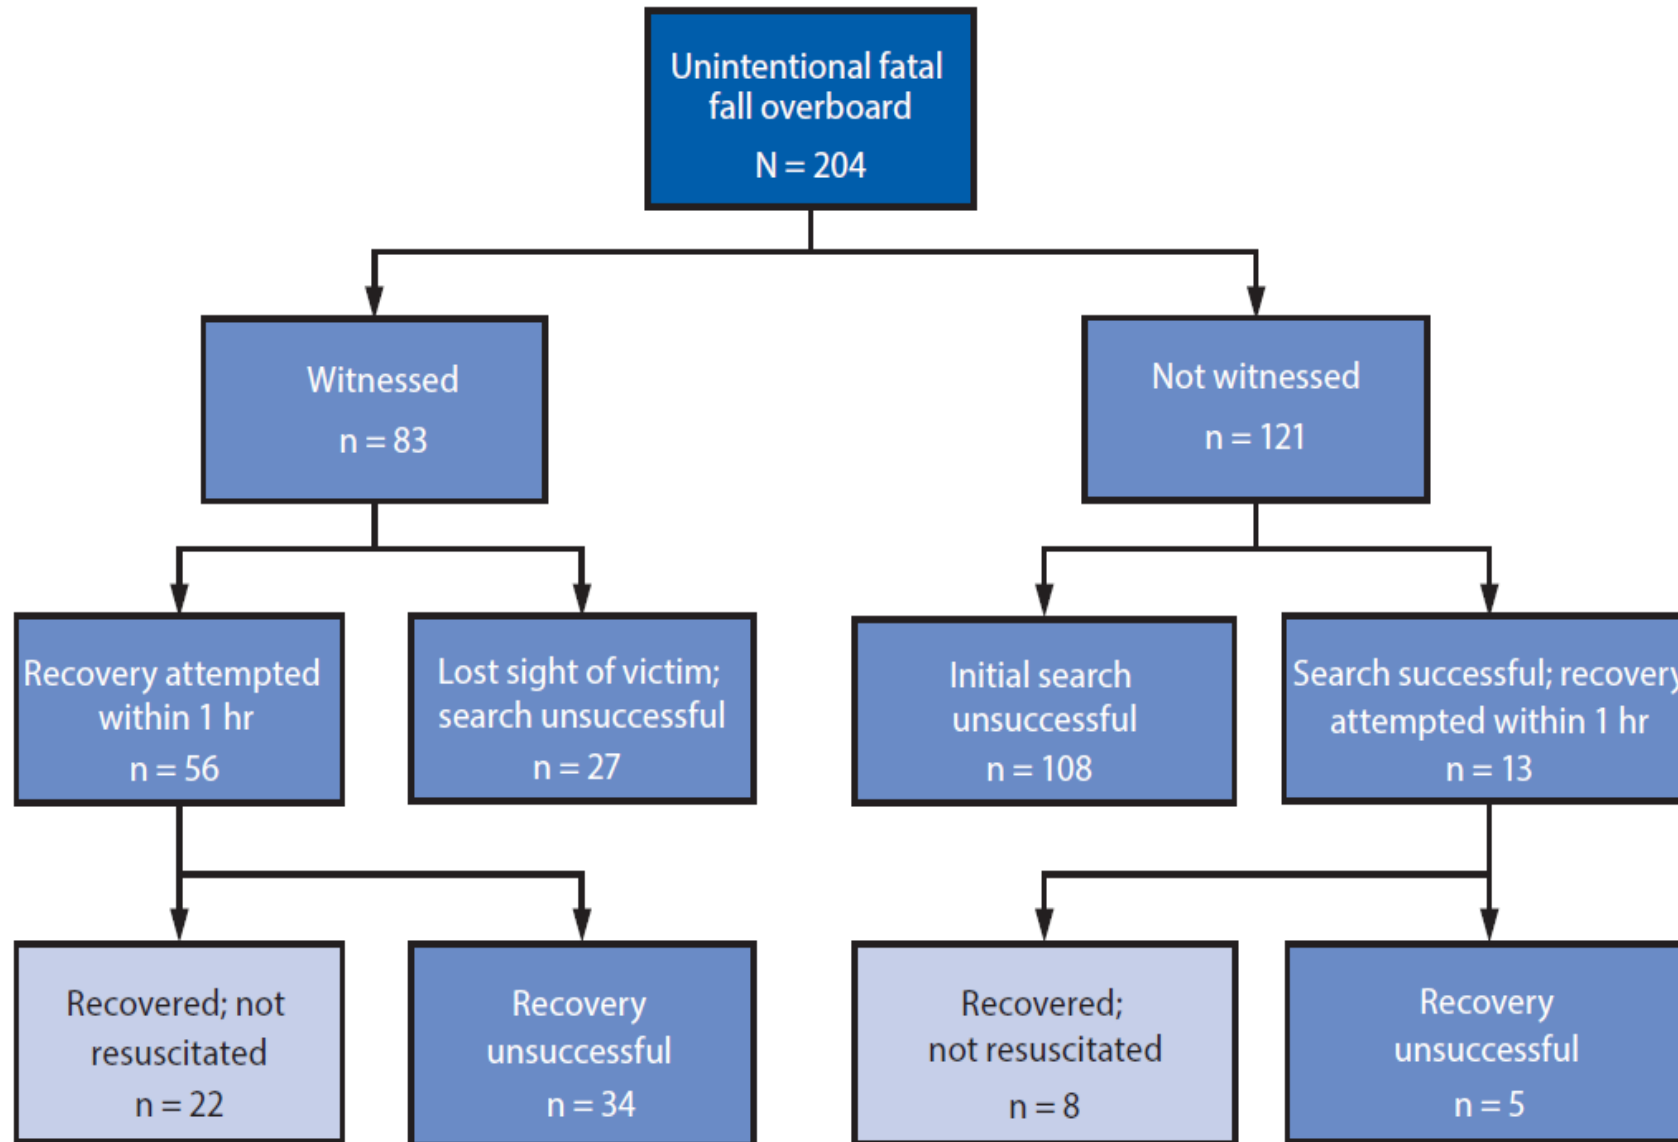 Unintentional fatal
fall overboard
N = 204
Witnessed
n = 83
Not witnessed
n = 121
Recovery attempted
within 1 hr
n = 56
Lost sight of victim;
search unsuccessful
n = 27
Initial search
unsuccessful
n = 108
Search successful; recovery
attempted within 1 hr
n = 13
Recovered; not
resuscitated
n = 22
Recovery
unsuccessful
n = 34
Recovered;
not resuscitated
n = 8
Recovery
unsuccessful
n = 5